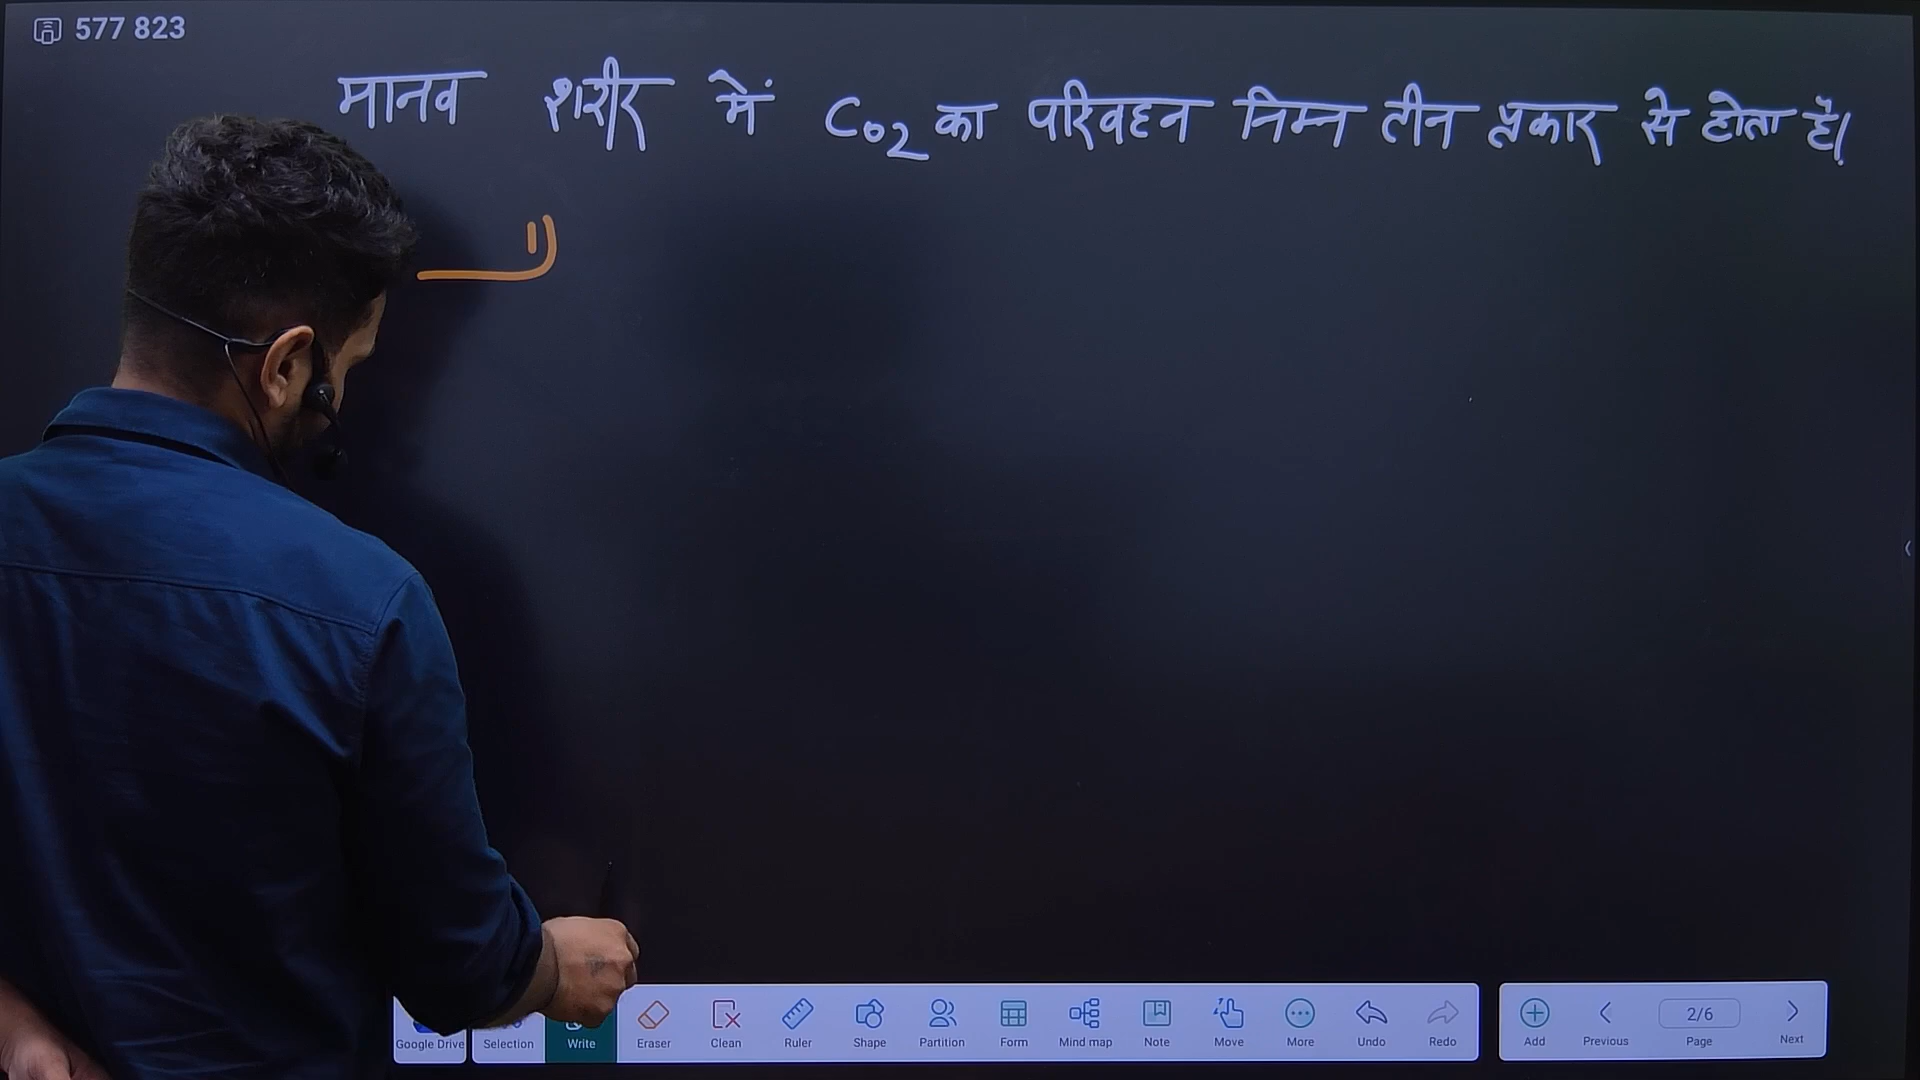 577 823
मानव शरीर में CO2 का परिवहन निम्न तीन प्रकार से होता है।
1)
Google Drive Selection Write Eraser Clean Ruler Shape Partition Form Mind map Note Move More Undo Redo Add Previous 2/6 Page Next